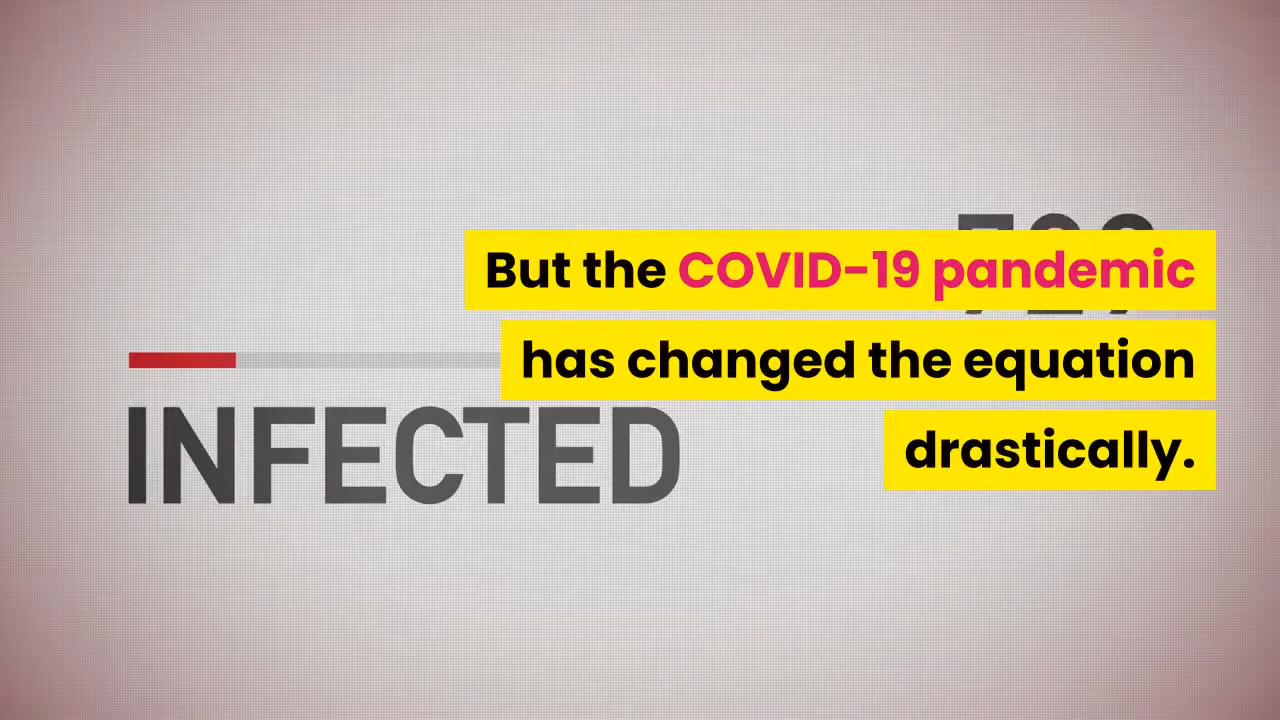 But the COVID-19 pandemic
has changed the equation
drastically.
INFECTED